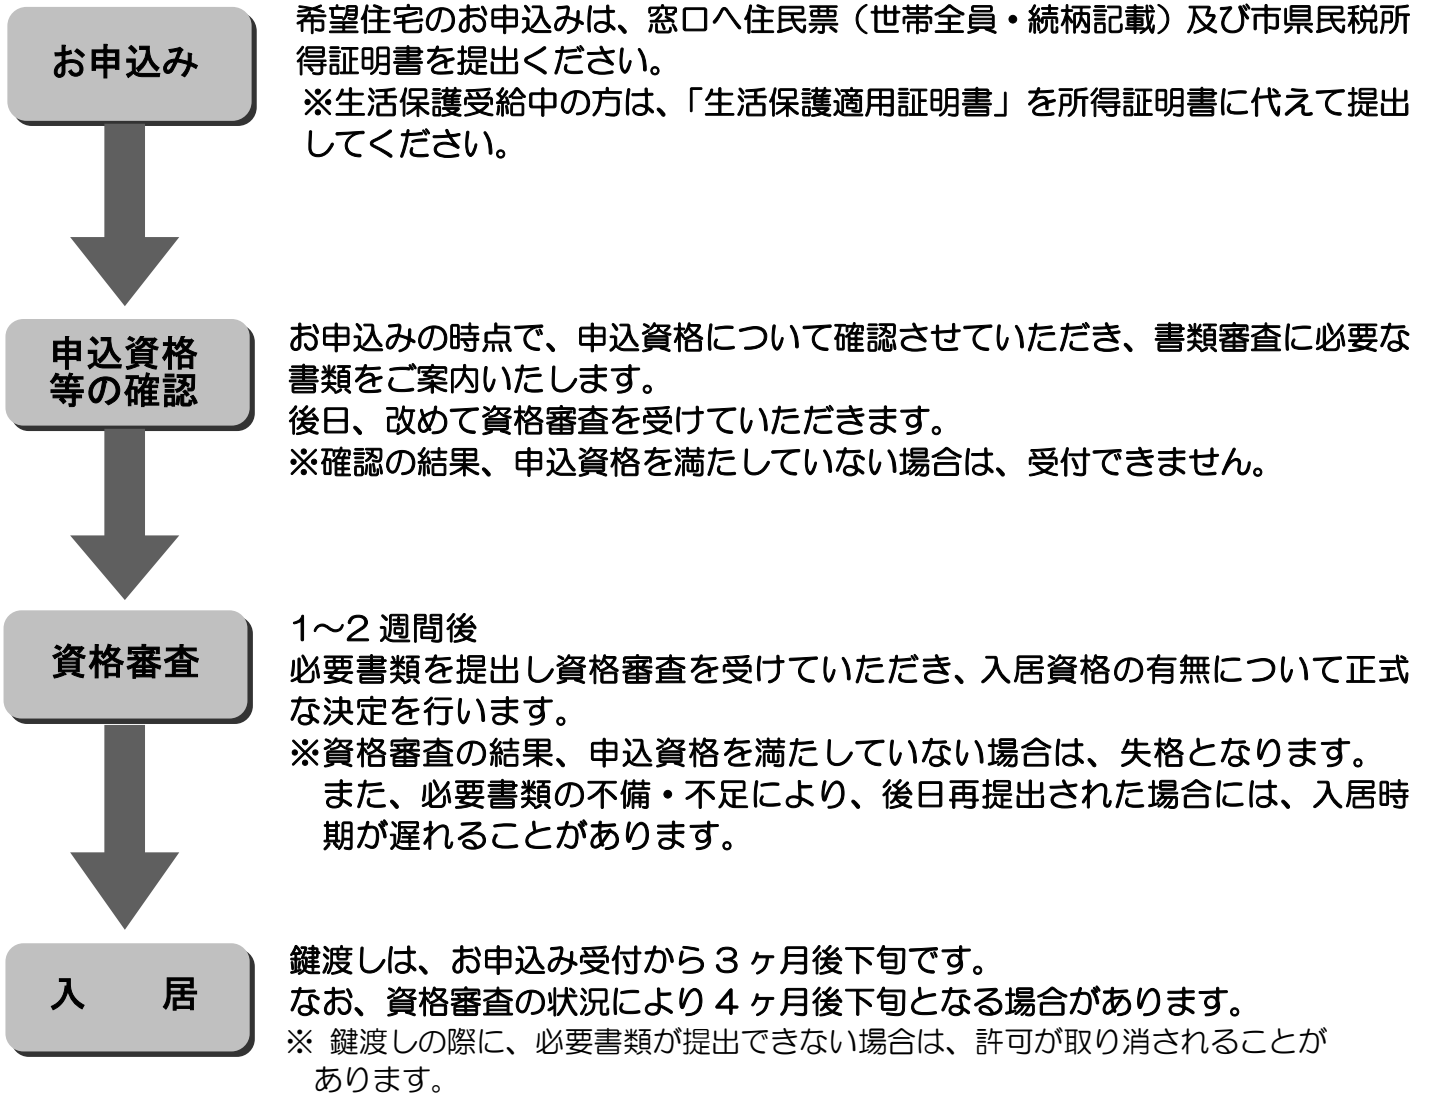 お申込み
希望住宅のお申込みは、窓口へ住民票（世帯全員・続柄記載）及び市県民税所
得証明書を提出ください。
※生活保護受給中の方は、「生活保護適用証明書」を所得証明書に代えて提出
してください。
申込資格
等の確認
お申込みの時点で、申込資格について確認させていただき、書類審査に必要な
書類をご案内いたします。
後日、改めて資格審査を受けていただきます。
※確認の結果、申込資格を満たしていない場合は、受付できません。
資格審査
1～2 週間後
必要書類を提出し資格審査を受けていただき、入居資格の有無について正式
な決定を行います。
※資格審査の結果、申込資格を満たしていない場合は、失格となります。
また、必要書類の不備・不足により、後日再提出された場合には、入居時
期が遅れることがあります。
入　居
鍵渡しは、お申込み受付から 3 ヶ月後下旬です。
なお、資格審査の状況により 4 ヶ月後下旬となる場合があります。
※ 鍵渡しの際に、必要書類が提出できない場合は、許可が取り消されることが
あります。